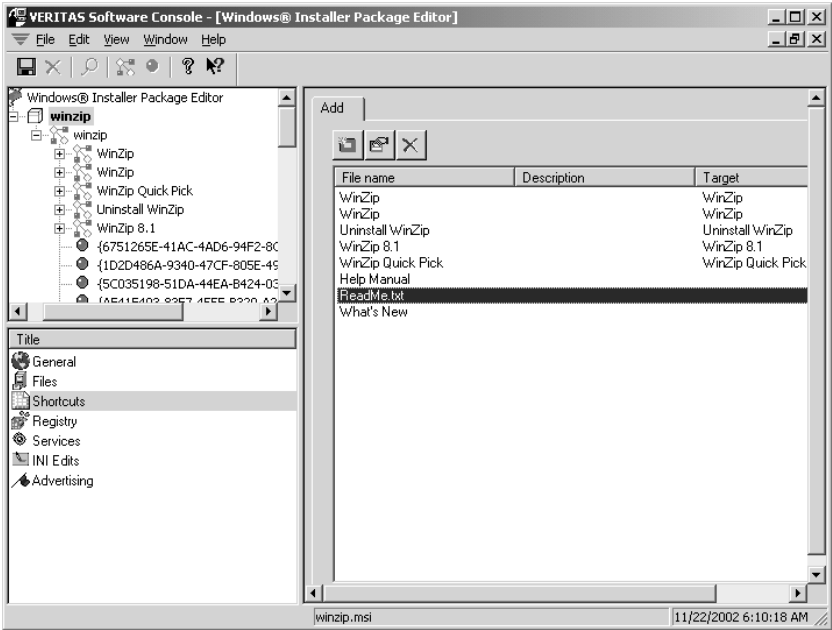 VERITAS Software Console - [Windows® Installer Package Editor]
File Edit View Window Help
Windows® Installer Package Editor
winzip
winzip
WinZip
WinZip
WinZip Quick Pick
Uninstall WinZip
WinZip 8.1
{6751265E-41AC-4AD6-94F2-8C
{1D2D486A-9340-47CF-805E-49
{5C035198-51DA-44EA-B424-03
Title
General
Files
Shortcuts
Registry
Services
INI Edits
Advertising
Add
File name Description Target
WinZip WinZip
WinZip WinZip
Uninstall WinZip Uninstall WinZip
WinZip 8.1 WinZip 8.1
WinZip Quick Pick WinZip Quick Pick
Help Manual
ReadMe.txt
What's New
winzip.msi 11/22/2002 6:10:18 AM